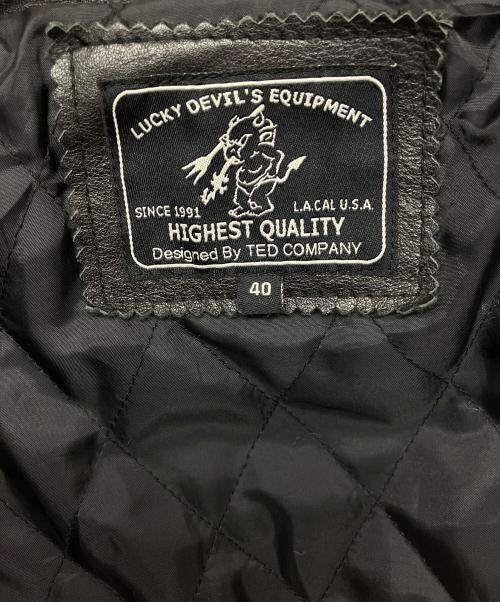 LUCKY DEVIL'S EQUIPMENT
SINCE 1991 L.A.CAL U.S.A.
HIGHEST QUALITY
Designed By TED COMPANY
40